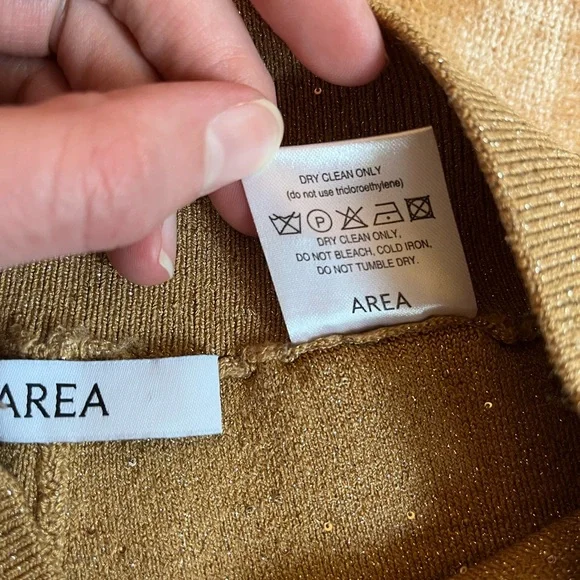 DRY CLEAN ONLY
(do not use tricloroethylene)
P
DRY CLEAN ONLY,
DO NOT BLEACH, COLD IRON,
DO NOT TUMBLE DRY.
AREA
AREA